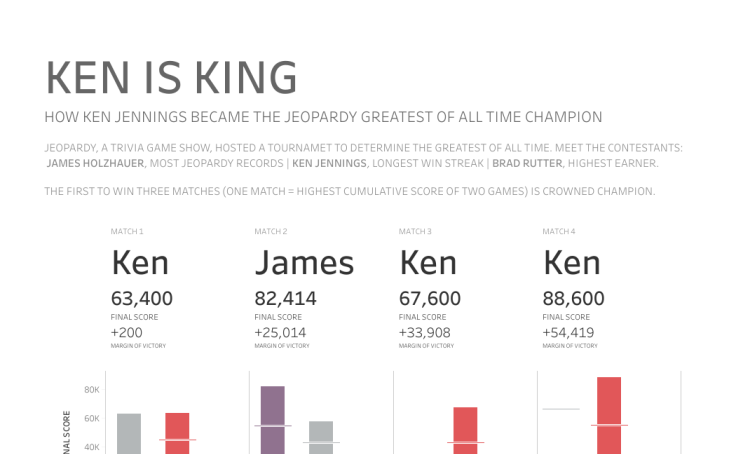 KEN IS KING
HOW KEN JENNINGS BECAME THE JEOPARDY GREATEST OF ALL TIME CHAMPION
JEOPARDY, A TRIVIA GAME SHOW, HOSTED A TOURNAMET TO DETERMINE THE GREATEST OF ALL TIME. MEET THE CONTESTANTS:
JAMES HOLZHAUER, MOST JEOPARDY RECORDS | KEN JENNINGS, LONGEST WIN STREAK | BRAD RUTTER, HIGHEST EARNER.
THE FIRST TO WIN THREE MATCHES (ONE MATCH = HIGHEST CUMULATIVE SCORE OF TWO GAMES) IS CROWNED CHAMPION.
MATCH 1
Ken
63,400
FINAL SCORE
+200
MARGIN OF VICTORY
MATCH 2
James
82,414
FINAL SCORE
+25,014
MARGIN OF VICTORY
MATCH 3
Ken
67,600
FINAL SCORE
+33,908
MARGIN OF VICTORY
MATCH 4
Ken
88,600
FINAL SCORE
+54,419
MARGIN OF VICTORY
80K
60K
40K
NAL SCORE